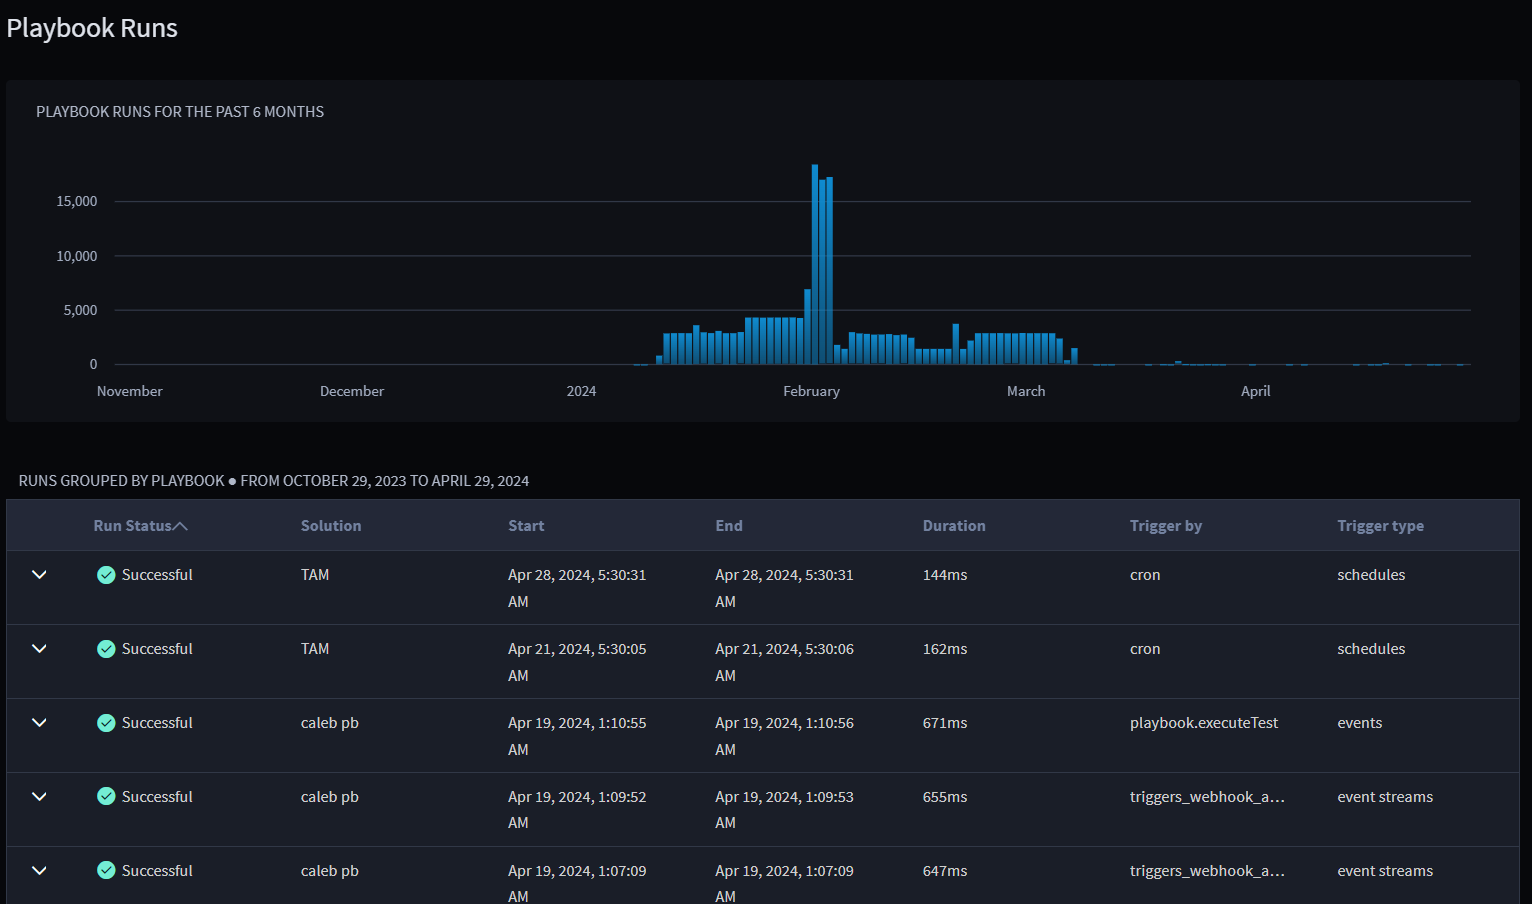 Playbook Runs
PLAYBOOK RUNS FOR THE PAST 6 MONTHS
15,000
10,000
5,000
0
November December 2024 February March April
RUNS GROUPED BY PLAYBOOK ● FROM OCTOBER 29, 2023 TO APRIL 29, 2024
Run Status Solution Start End Duration Trigger by Trigger type
Successful TAM Apr 28, 2024, 5:30:31 Apr 28, 2024, 5:30:31 144ms cron schedules
AM AM
Successful TAM Apr 21, 2024, 5:30:05 Apr 21, 2024, 5:30:06 162ms cron schedules
AM AM
Successful caleb pb Apr 19, 2024, 1:10:55 Apr 19, 2024, 1:10:56 671ms playbook.executeTest events
AM AM
Successful caleb pb Apr 19, 2024, 1:09:52 Apr 19, 2024, 1:09:53 655ms triggers_webhook_a... event streams
AM AM
Successful caleb pb Apr 19, 2024, 1:07:09 Apr 19, 2024, 1:07:09 647ms triggers_webhook_a... event streams
AM AM